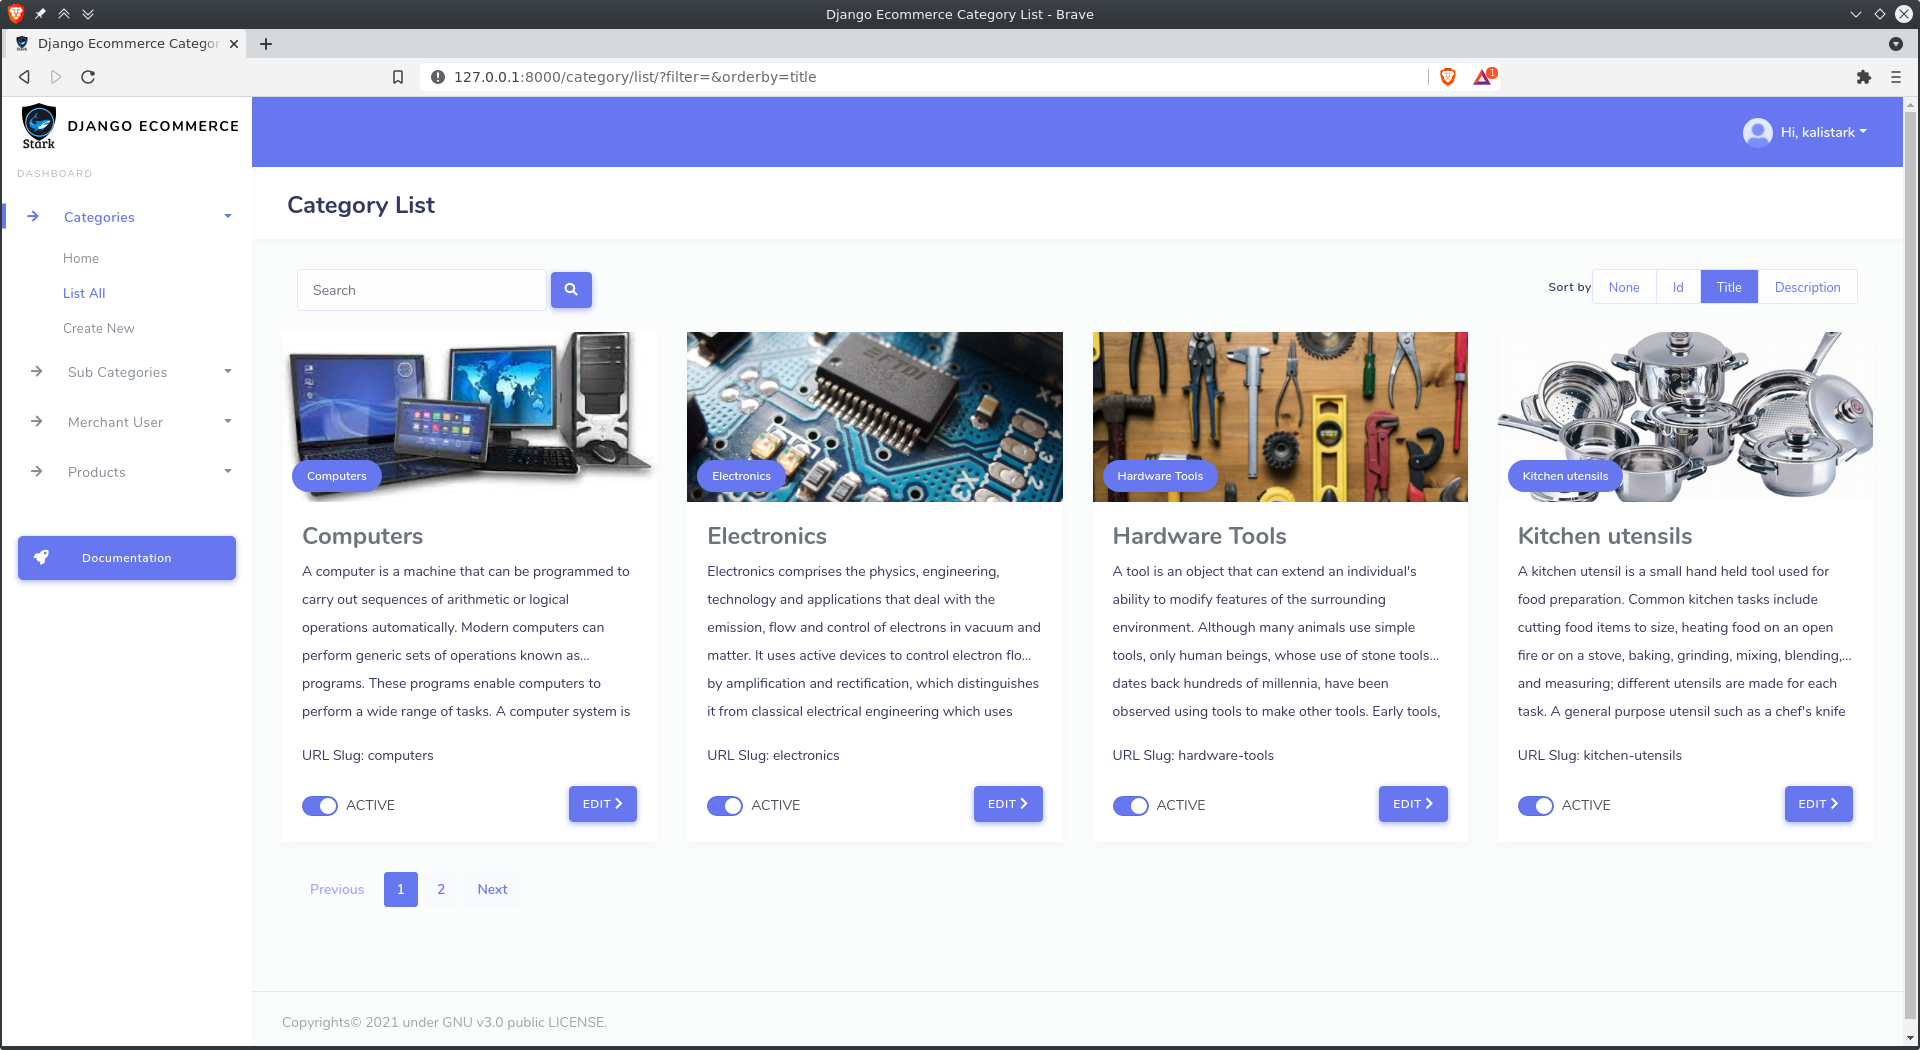 Django Ecommerce Category List - Brave
Django Ecommerce Categor
127.0.0.1:8000/category/list/?filter=&orderby=title
1
Stark
DJANGO ECOMMERCE
Hi, kalistark
DASHBOARD
Categories
Home
List All
Create New
Sub Categories
Merchant User
Products
Documentation
Category List
Search
Sort by
None
Id
Title
Description
Computers
Computers
A computer is a machine that can be programmed to
carry out sequences of arithmetic or logical
operations automatically. Modern computers can
perform generic sets of operations known as...
programs. These programs enable computers to
perform a wide range of tasks. A computer system is
URL Slug: computers
ACTIVE
EDIT
Electronics
Electronics
Electronics comprises the physics, engineering,
technology and applications that deal with the
emission, flow and control of electrons in vacuum and
matter. It uses active devices to control electron flo...
by amplification and rectification, which distinguishes
it from classical electrical engineering which uses
URL Slug: electronics
ACTIVE
EDIT
Hardware Tools
Hardware Tools
A tool is an object that can extend an individual's
ability to modify features of the surrounding
environment. Although many animals use simple
tools, only human beings, whose use of stone tools...
dates back hundreds of millennia, have been
observed using tools to make other tools. Early tools,
URL Slug: hardware-tools
ACTIVE
EDIT
Kitchen utensils
Kitchen utensils
A kitchen utensil is a small hand held tool used for
food preparation. Common kitchen tasks include
cutting food items to size, heating food on an open
fire or on a stove, baking, grinding, mixing, blending,...
and measuring; different utensils are made for each
task. A general purpose utensil such as a chef's knife
URL Slug: kitchen-utensils
ACTIVE
EDIT
Previous
1
2
Next
Copyrights© 2021 under GNU v3.0 public LICENSE.